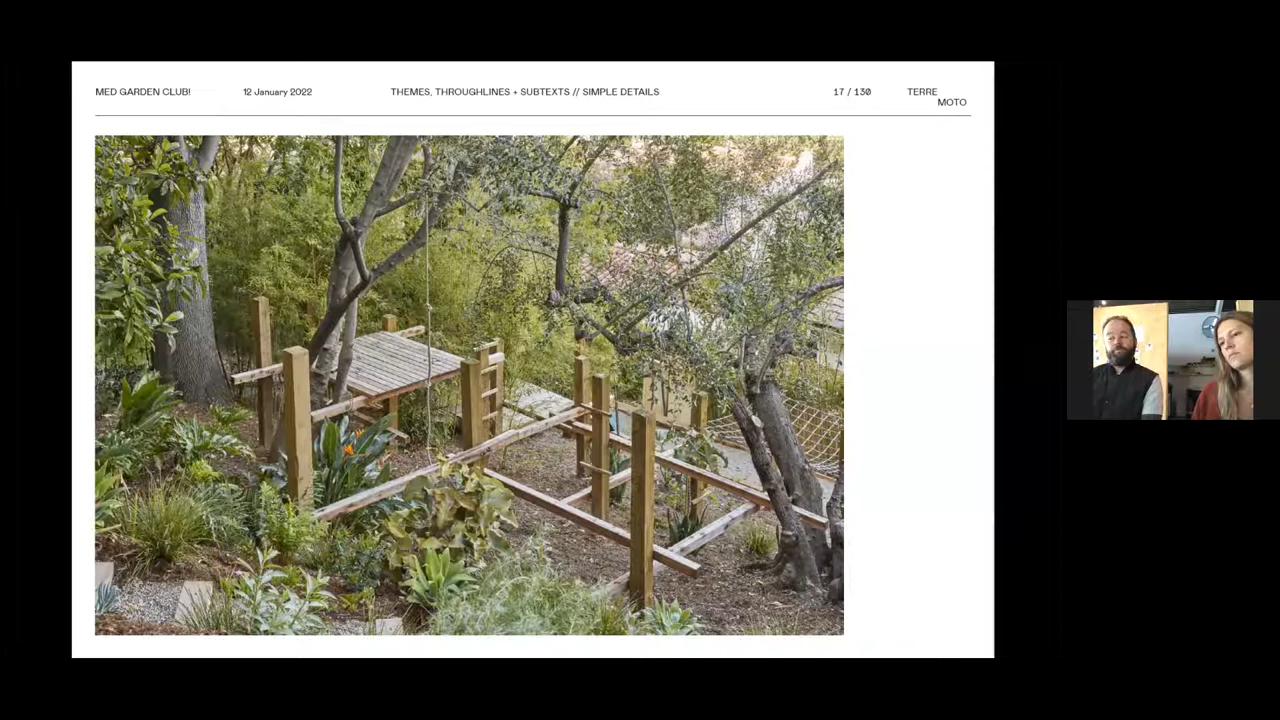 MED GARDEN CLUB!
12 January 2022
THEMES, THROUGHLINES + SUBTEXTS // SIMPLE DETAILS
17 / 130
TERRE
MOTO